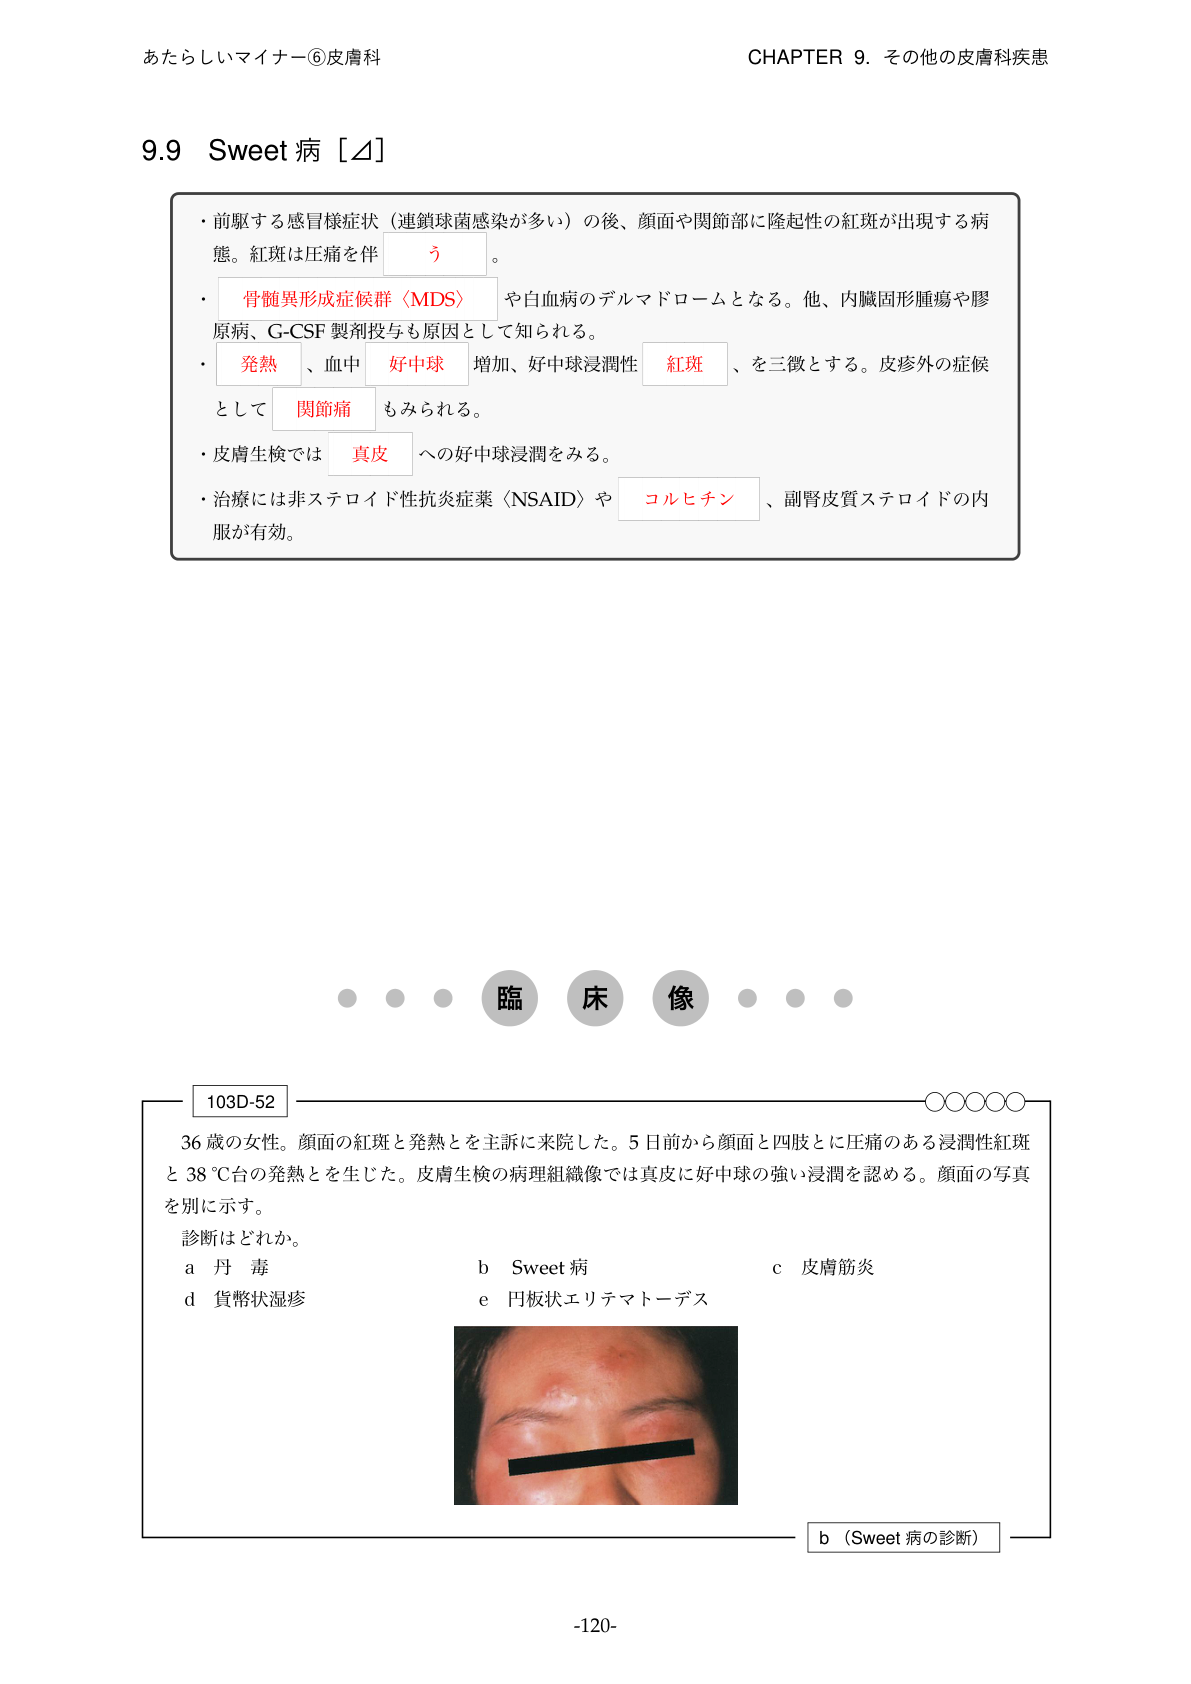 あたらしいマイナー⑥皮膚科
CHAPTER 9. その他の皮膚科疾患
9.9 Sweet 病［⊿］
・前駆する感冒様症状（連鎖球菌感染が多い）の後、顔面や関節部に隆起性の紅斑が出現する病
態。紅斑は圧痛を伴 う 。
・ 骨髄異形成症候群〈MDS〉 や白血病のデルマドロームとなる。他、内臓固形腫瘍や膠
原病、G-CSF 製剤投与も原因として知られる。
・ 発熱 、血中 好中球 増加、好中球浸潤性 紅斑 、を三徴とする。皮疹外の症候
として 関節痛 もみられる。
・皮膚生検では 真皮 への好中球浸潤をみる。
・治療には非ステロイド性抗炎症薬〈NSAID〉や コルヒチン 、副腎皮質ステロイドの内
服が有効。
臨 床 像
103D-52
36 歳の女性。顔面の紅斑と発熱とを主訴に来院した。5 日前から顔面と四肢とに圧痛のある浸潤性紅斑
と 38 ℃台の発熱とを生じた。皮膚生検の病理組織像では真皮に好中球の強い浸潤を認める。顔面の写真
を別に示す。
診断はどれか。
a 丹 毒 b Sweet 病 c 皮膚筋炎
d 貨幣状湿疹 e 円板状エリテマトーデス
b （Sweet 病の診断）
-120-